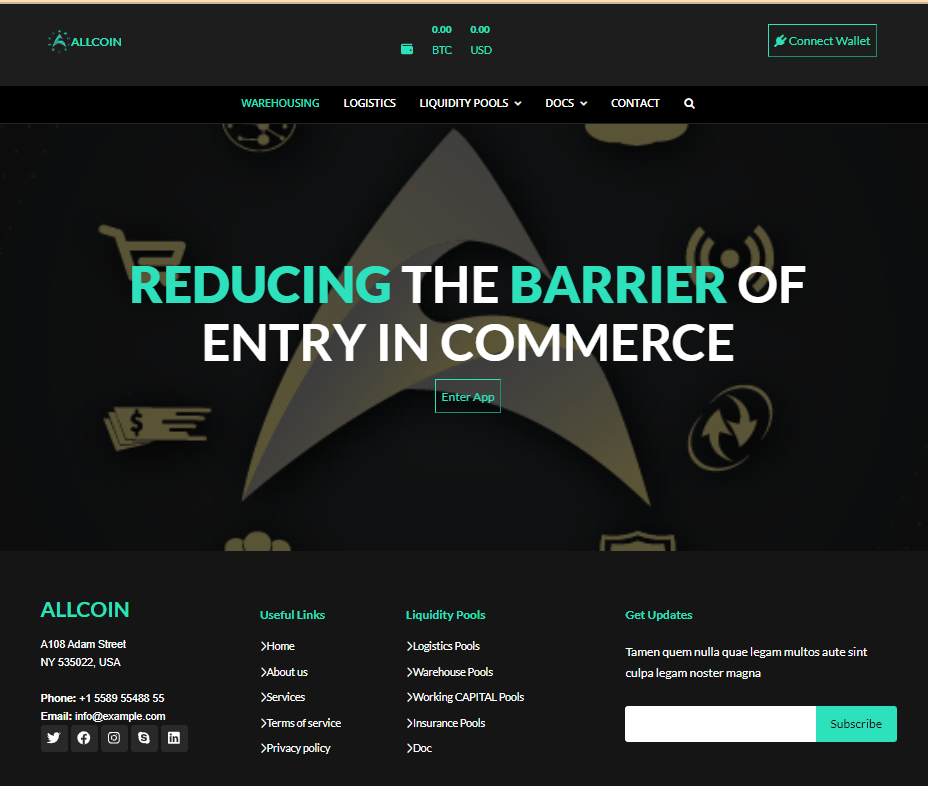 ALLCOIN
0.00 0.00
BTC USD
Connect Wallet
WAREHOUSING LOGISTICS LIQUIDITY POOLS DOCS CONTACT
REDUCING THE BARRIER OF
ENTRY IN COMMERCE
Enter App
$
ALLCOIN
A108 Adam Street
NY 535022, USA
Phone: +1 5589 55488 55
Email: info@example.com
Useful Links
Home
About us
Services
Terms of service
Privacy policy
Liquidity Pools
Logistics Pools
Warehouse Pools
Working CAPITAL Pools
Insurance Pools
Doc
Get Updates
Tamen quem nulla quae legam multos aute sint
culpa legam noster magna
Subscribe